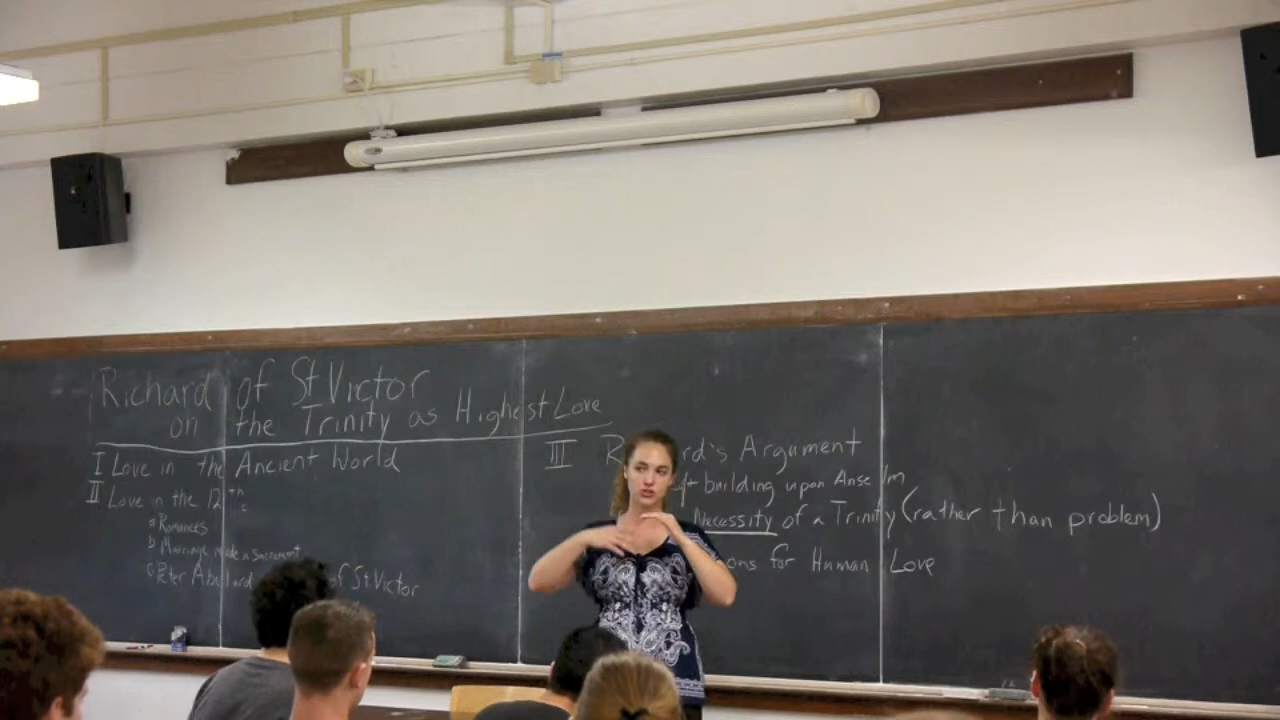 Richard of St Victor
on the Trinity as Highest Love
I Love in the Ancient World
II Love in the 12th c
a Romances
b Marriage made a Sacrament
c Peter of St. Victor
III Argument
building upon Anselm
Necessity of a Trinity (rather than problem)
for Human Love